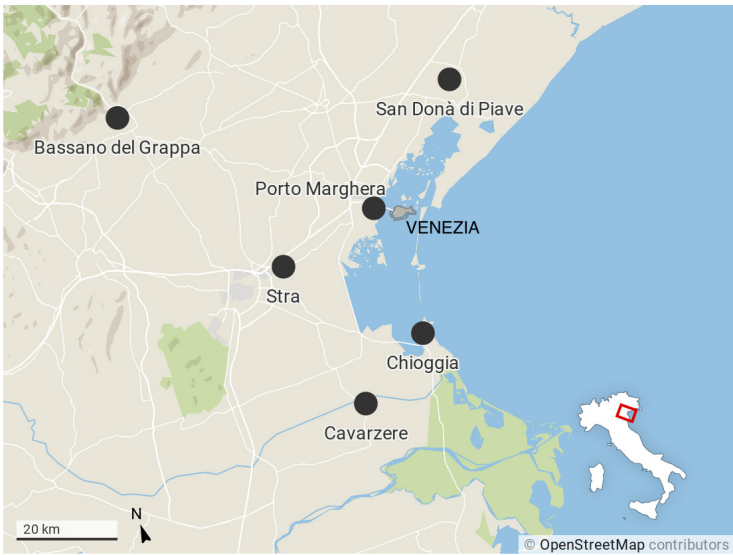 San Donà di Piave
Bassano del Grappa
Porto Marghera
VENEZIA
Stra
Chioggia
Cavarzere
N
20 km
© OpenStreetMap contributors